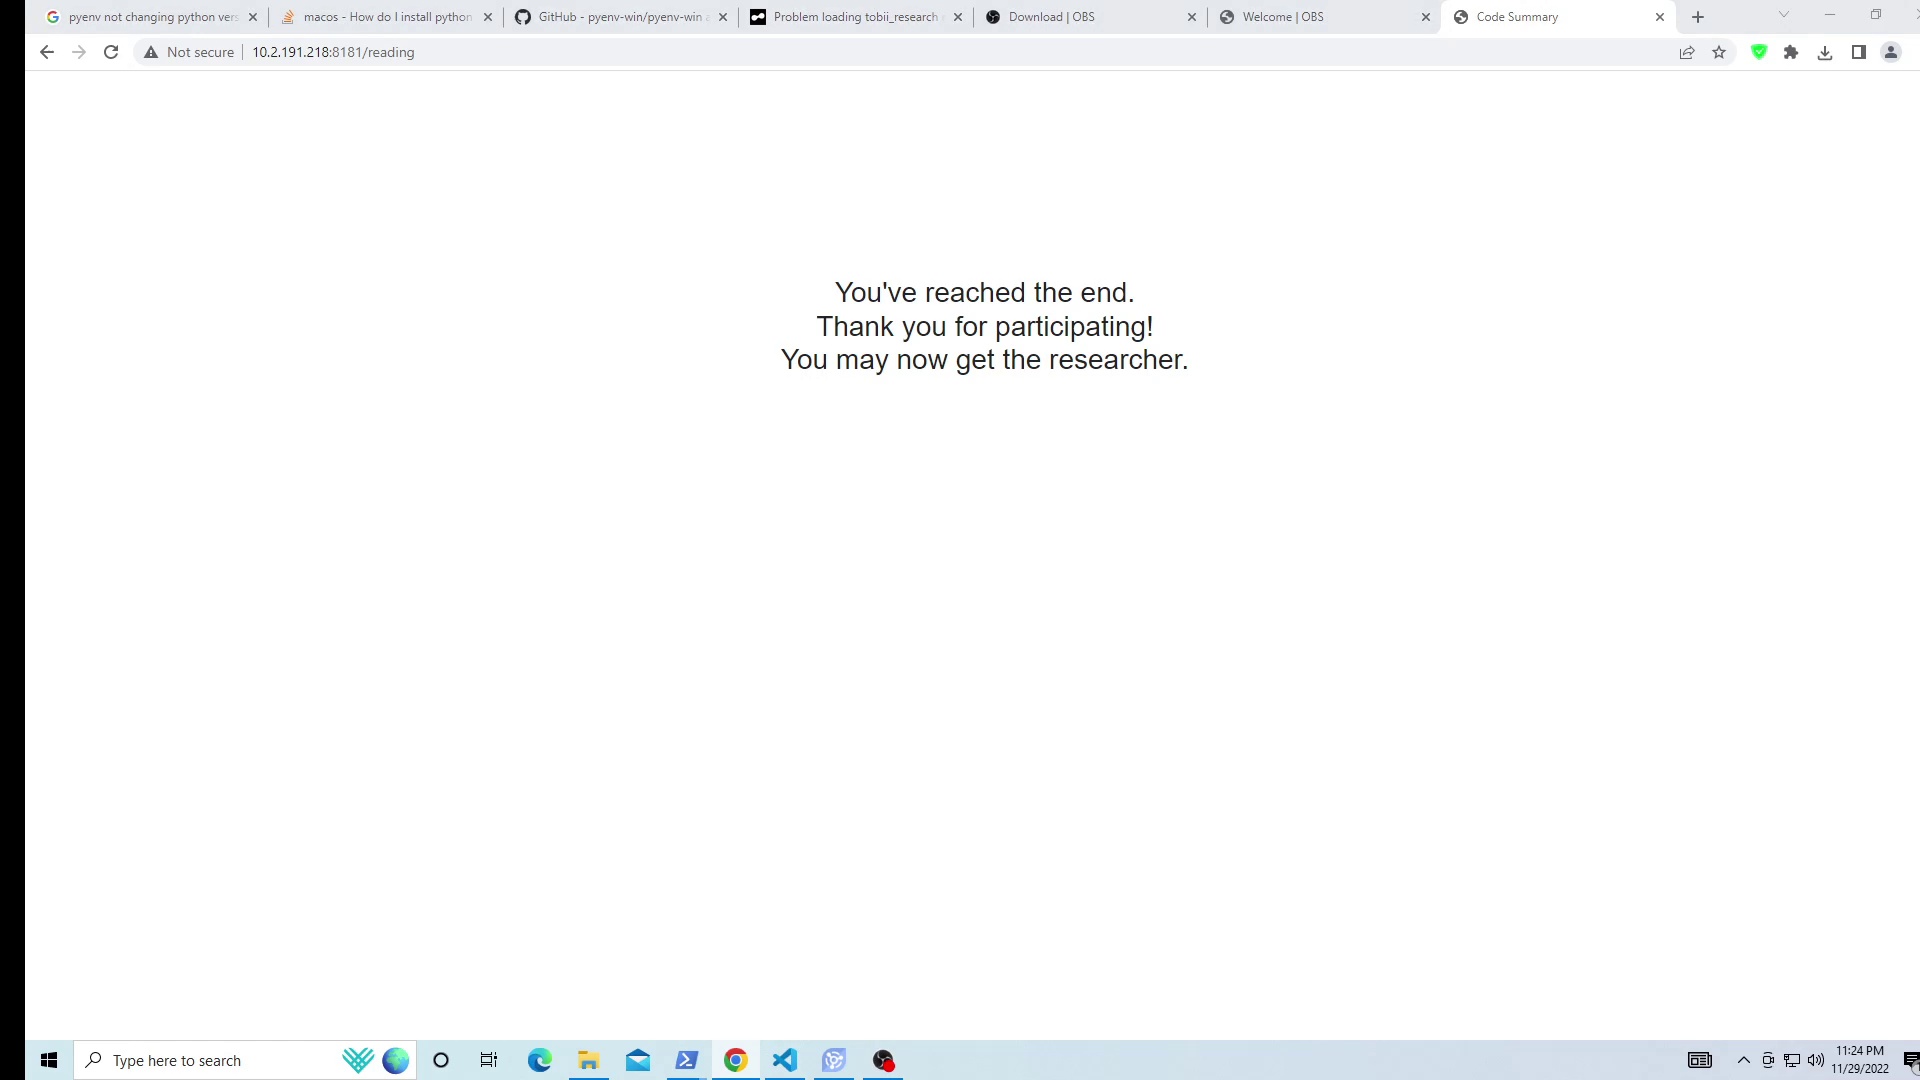 pyenv not changing python vers
macos - How do I install python
GitHub - pyenv-win/pyenv-win
Problem loading tobii_research
Download | OBS
Welcome | OBS
Code Summary
Not secure
10.2.191.218:8181/reading
You've reached the end.
Thank you for participating!
You may now get the researcher.
Type here to search
11:24 PM
11/29/2022